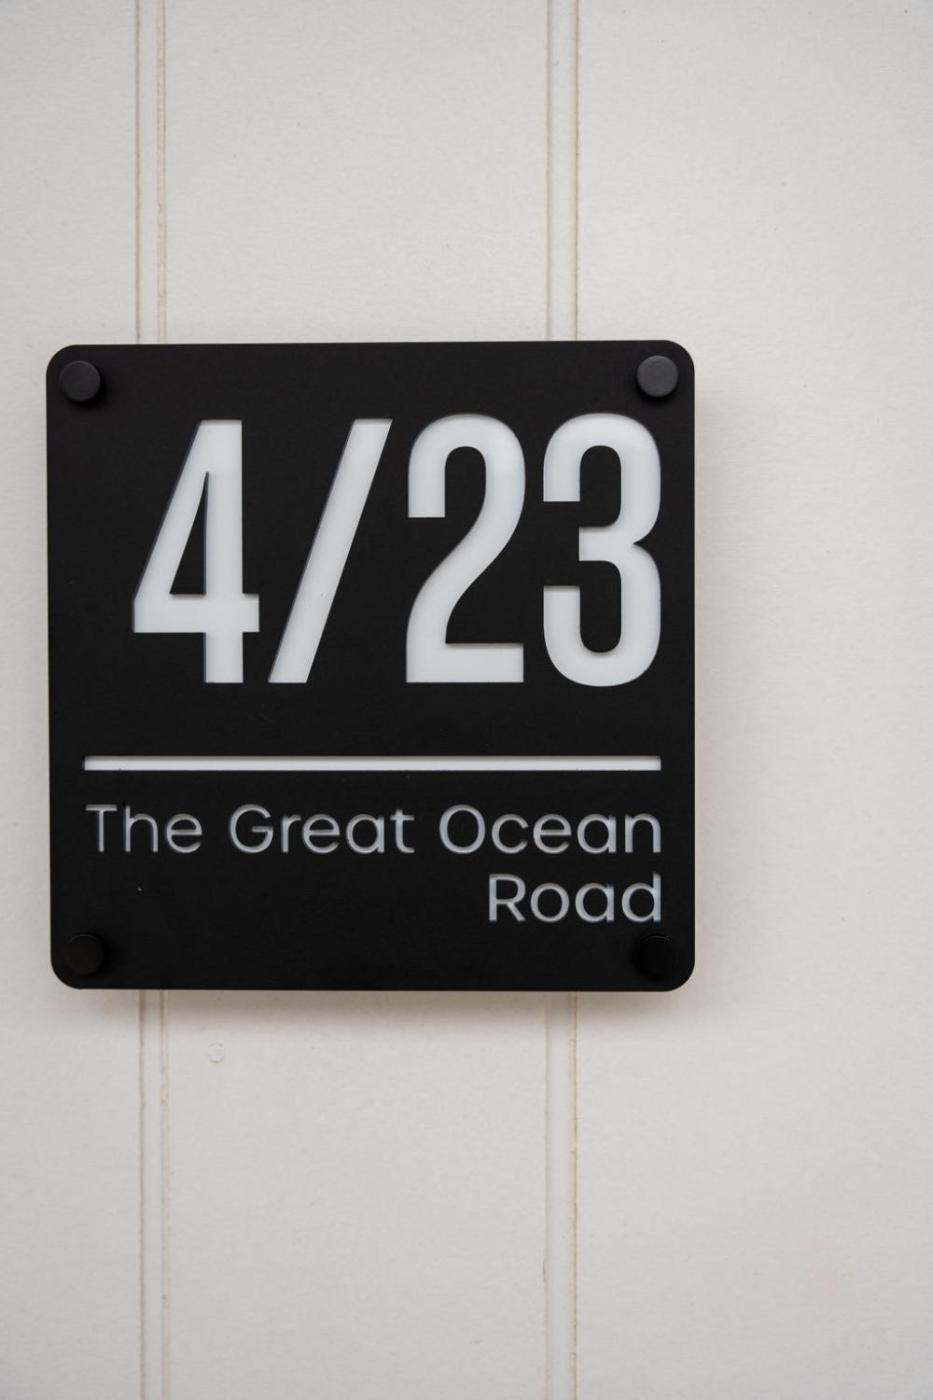 4/23
The Great Ocean
Road